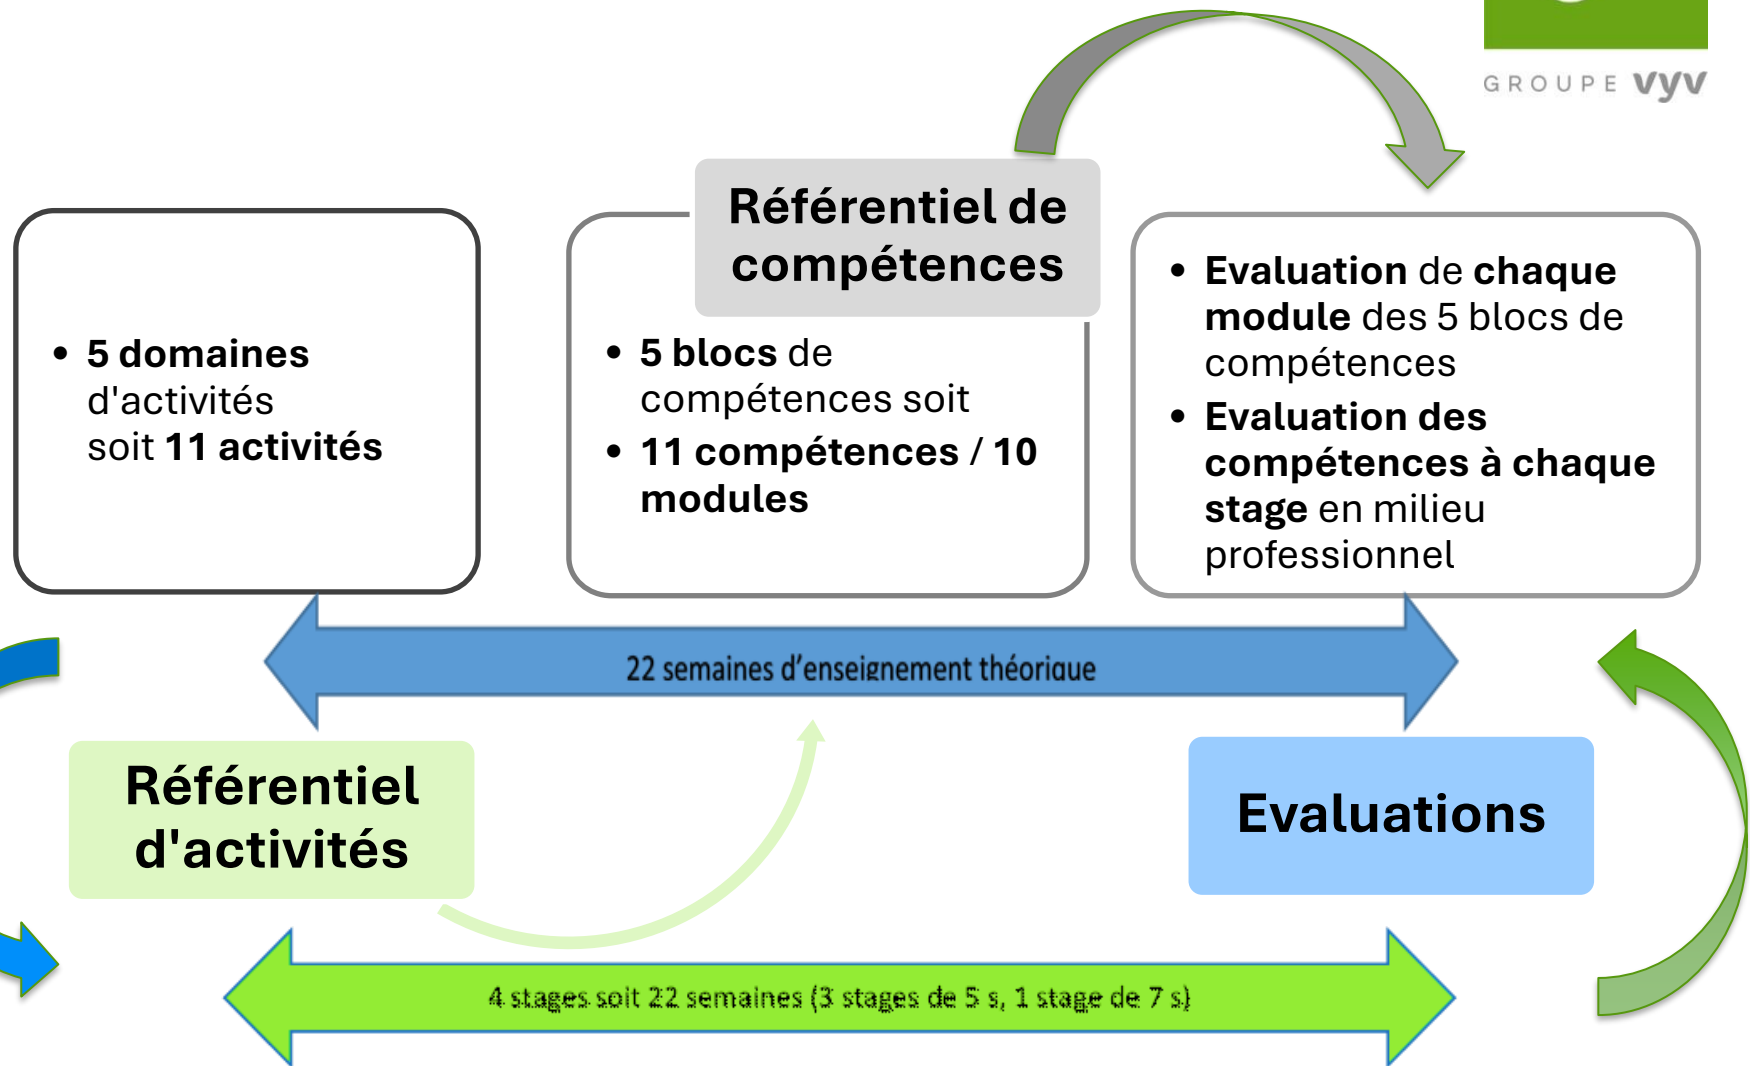 GROUPE vyv
Référentiel de
compétences
• 5 domaines
d'activités
soit 11 activités
• 5 blocs de
compétences soit
• 11 compétences / 10
modules
• Evaluation de chaque
module des 5 blocs de
compétences
• Evaluation des
compétences à chaque
stage en milieu
professionnel
22 semaines d’enseignement théorique
Référentiel
d'activités
Evaluations
4 stages soit 22 semaines (3 stages de 5 s, 1 stage de 7 s)